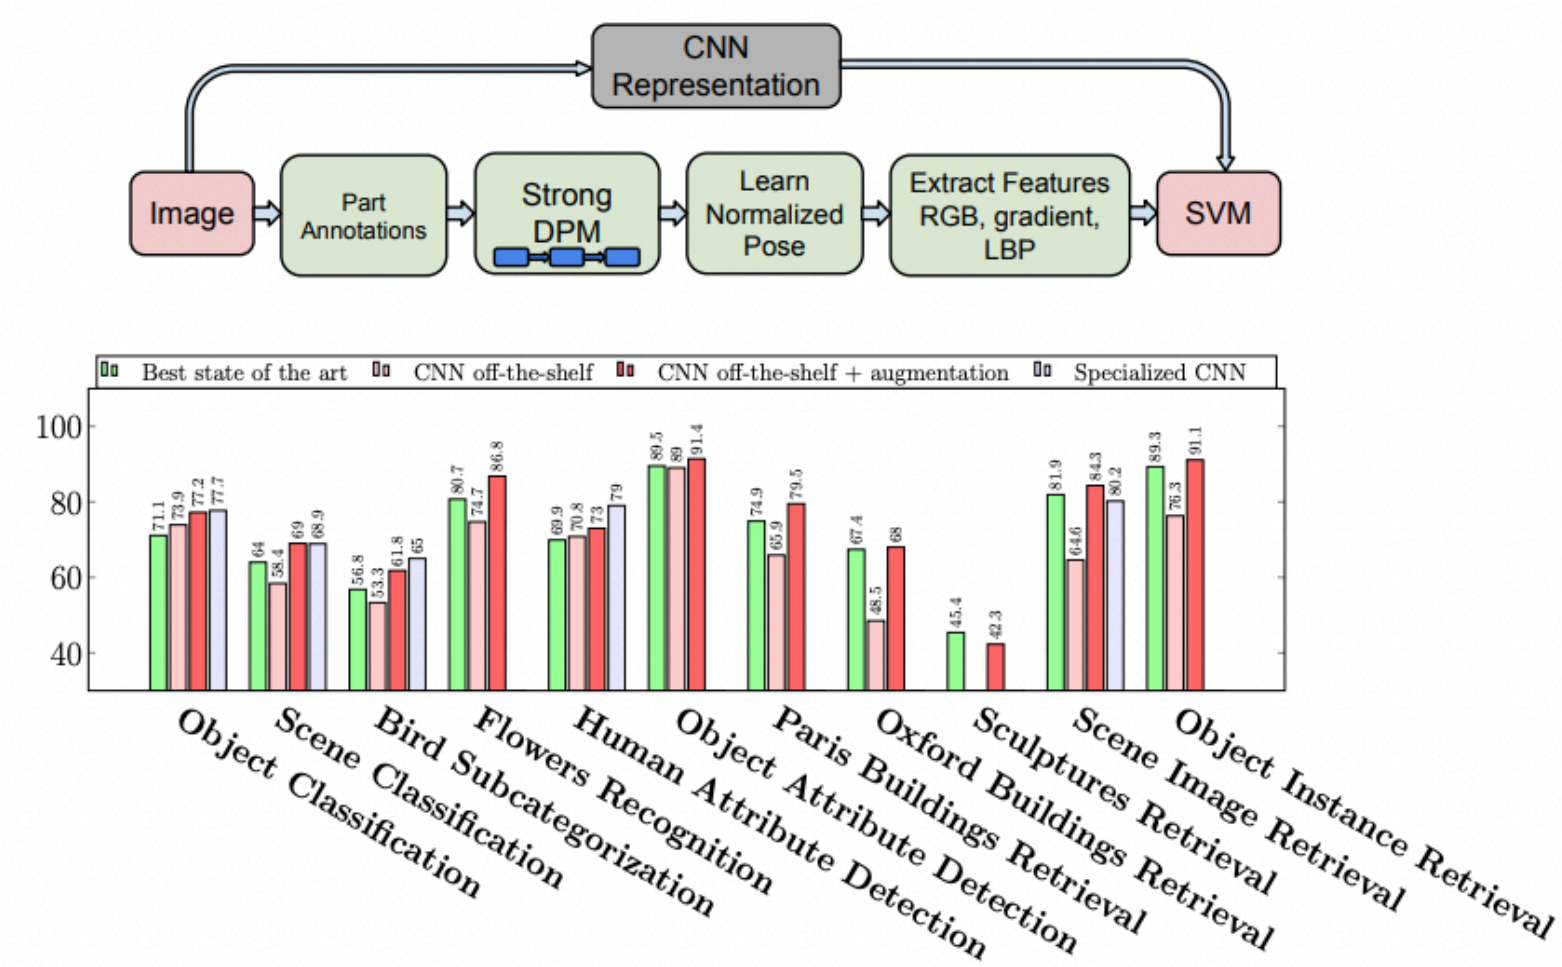 CNN
Representation
Image
Part
Annotations
Strong
DPM
Learn
Normalized
Pose
Extract Features
RGB, gradient,
LBP
SVM
Best state of the art CNN off-the-shelf CNN off-the-shelf + augmentation Specialized CNN
100
80
60
40
71.1 73.9 77.2 77.7
64 58.4 69 68.9
56.8 53.3 61.8 65
80.7 74.7 86.8
69.9 70.8 73 79
89.5 89 91.4
74.9 65.9 79.5
67.4 48.5 68
45.4 42.3
81.9 64.6 84.3 80.2
89.3 76.3 91.1
Object Classification
Scene Classification
Bird Subcategorization
Flowers Recognition
Human Attribute Detection
Object Attribute Detection
Paris Buildings Retrieval
Oxford Buildings Retrieval
Sculptures Retrieval
Scene Image Retrieval
Object Instance Retrieval